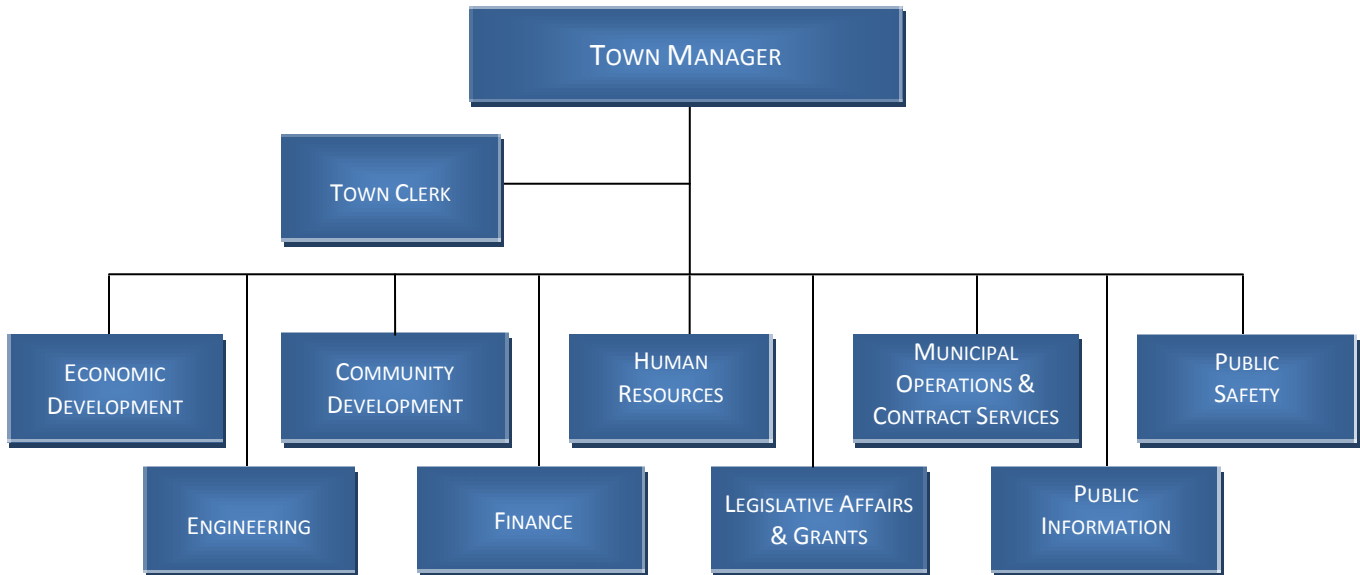 TOWN MANAGER
TOWN CLERK
ECONOMIC
DEVELOPMENT
COMMUNITY
DEVELOPMENT
HUMAN
RESOURCES
MUNICIPAL
OPERATIONS &
CONTRACT SERVICES
PUBLIC
SAFETY
ENGINEERING
FINANCE
LEGISLATIVE AFFAIRS
& GRANTS
PUBLIC
INFORMATION